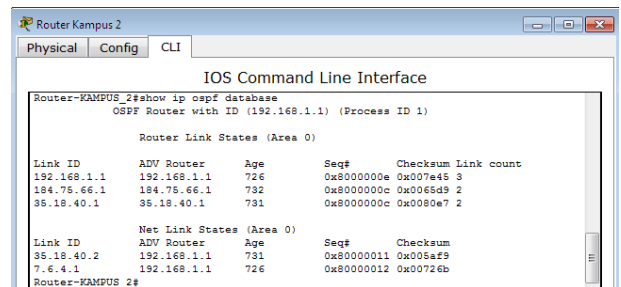 Router Kampus 2
Physical Config CLI
IOS Command Line Interface
Router-KAMPUS_2#show ip ospf database
OSPF Router with ID (192.168.1.1) (Process ID 1)
Router Link States (Area 0)
Link ID ADV Router Age Seq# Checksum Link count
192.168.1.1 192.168.1.1 726 0x8000000e 0x007e45 3
184.75.66.1 184.75.66.1 732 0x8000000c 0x0065d9 2
35.18.40.1 35.18.40.1 731 0x8000000c 0x0080e7 2
Net Link States (Area 0)
Link ID ADV Router Age Seq# Checksum
35.18.40.2 192.168.1.1 731 0x80000011 0x005af9
7.6.4.1 192.168.1.1 726 0x80000012 0x00726b
Router-KAMPUS_2#